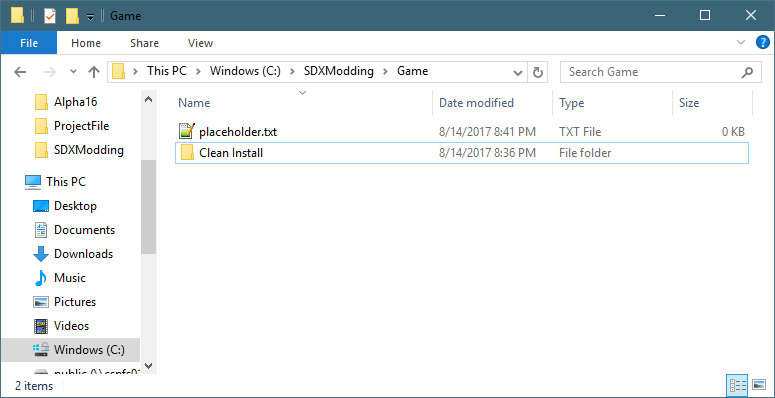 Game
File Home Share View
This PC Windows (C:) SDXModding Game Search Game
Name Date modified Type Size
placeholder.txt 8/14/2017 8:41 PM TXT File 0 KB
Clean Install 8/14/2017 8:36 PM File folder
Alpha16
ProjectFile
SDXModding
This PC
Desktop
Documents
Downloads
Music
Pictures
Videos
Windows (C:)
public
2 items